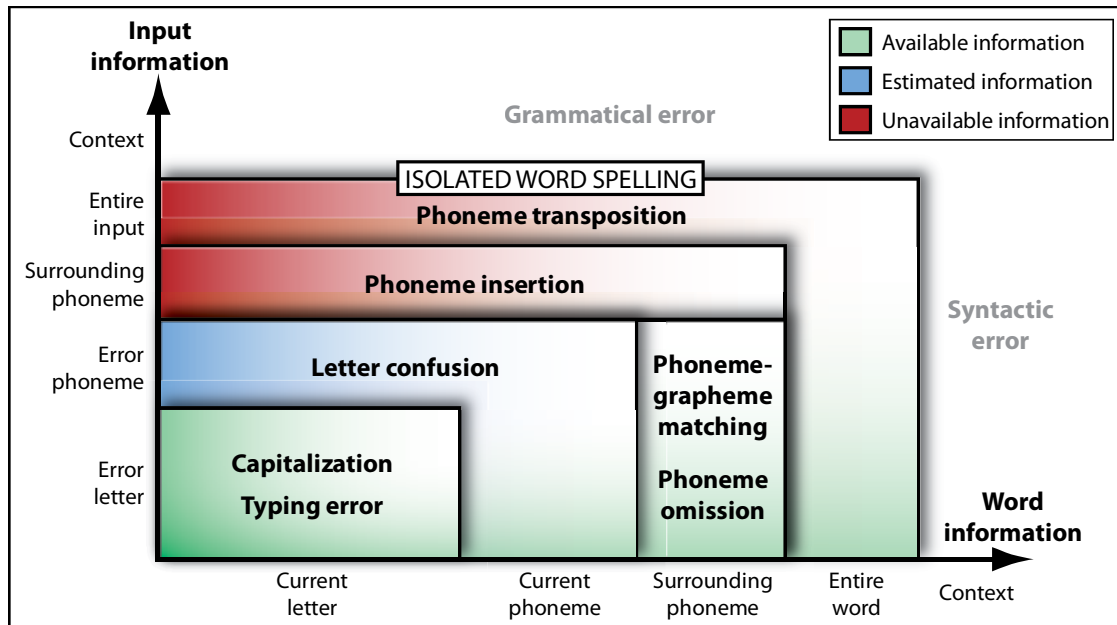 Input
information
Available information
Estimated information
Unavailable information
Grammatical error
Context
ISOLATED WORD SPELLING
Entire
input
Phoneme transposition
Surrounding
phoneme
Phoneme insertion
Syntactic
error
Error
phoneme
Letter confusion
Phoneme-
grapheme
matching
Error
letter
Capitalization
Typing error
Phoneme
omission
Word
information
Current
letter
Current
phoneme
Surrounding
phoneme
Entire
word
Context